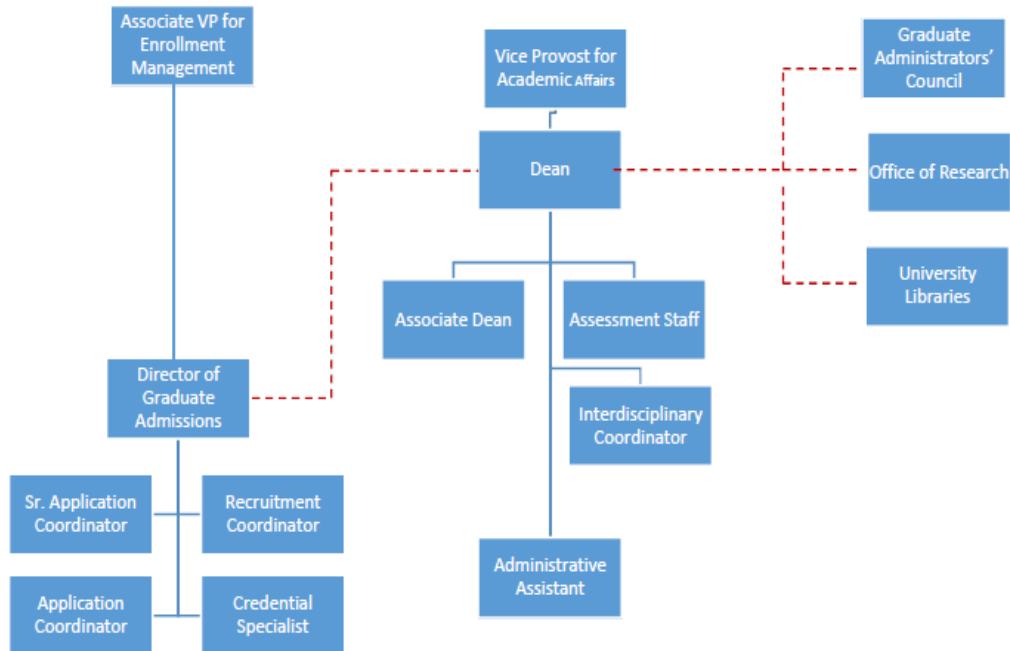 Associate VP for
Enrollment
Management
Vice Provost for
Academic Affairs
Graduate
Administrators'
Council
Dean
Office of Research
University
Libraries
Associate Dean
Assessment Staff
Director of
Graduate
Admissions
Interdisciplinary
Coordinator
Sr. Application
Coordinator
Recruitment
Coordinator
Administrative
Assistant
Application
Coordinator
Credential
Specialist